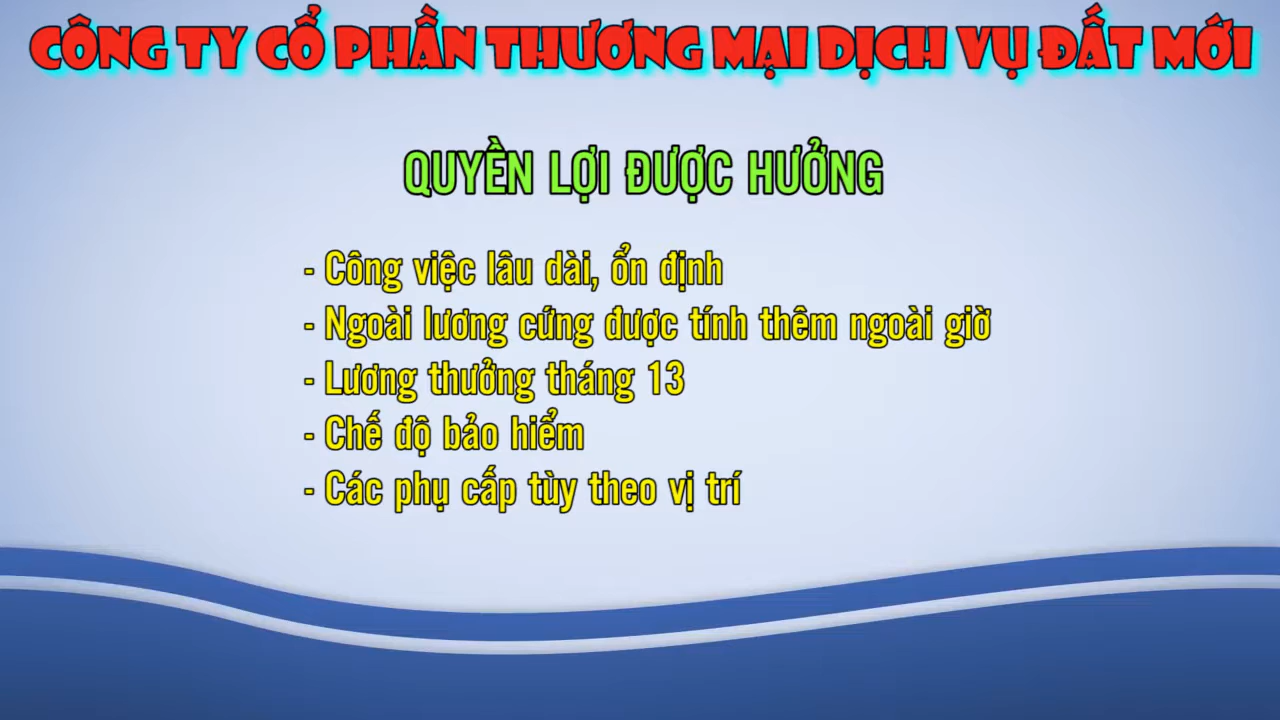 CÔNG TY CỔ PHẦN THƯƠNG MẠI DỊCH VỤ ĐẤT MỚI
QUYỀN LỢI ĐƯỢC HƯỞNG
- Công việc lâu dài, ổn định
- Ngoài lương cứng được tính thêm ngoài giờ
- Lương thưởng tháng 13
- Chế độ bảo hiểm
- Các phụ cấp tùy theo vị trí